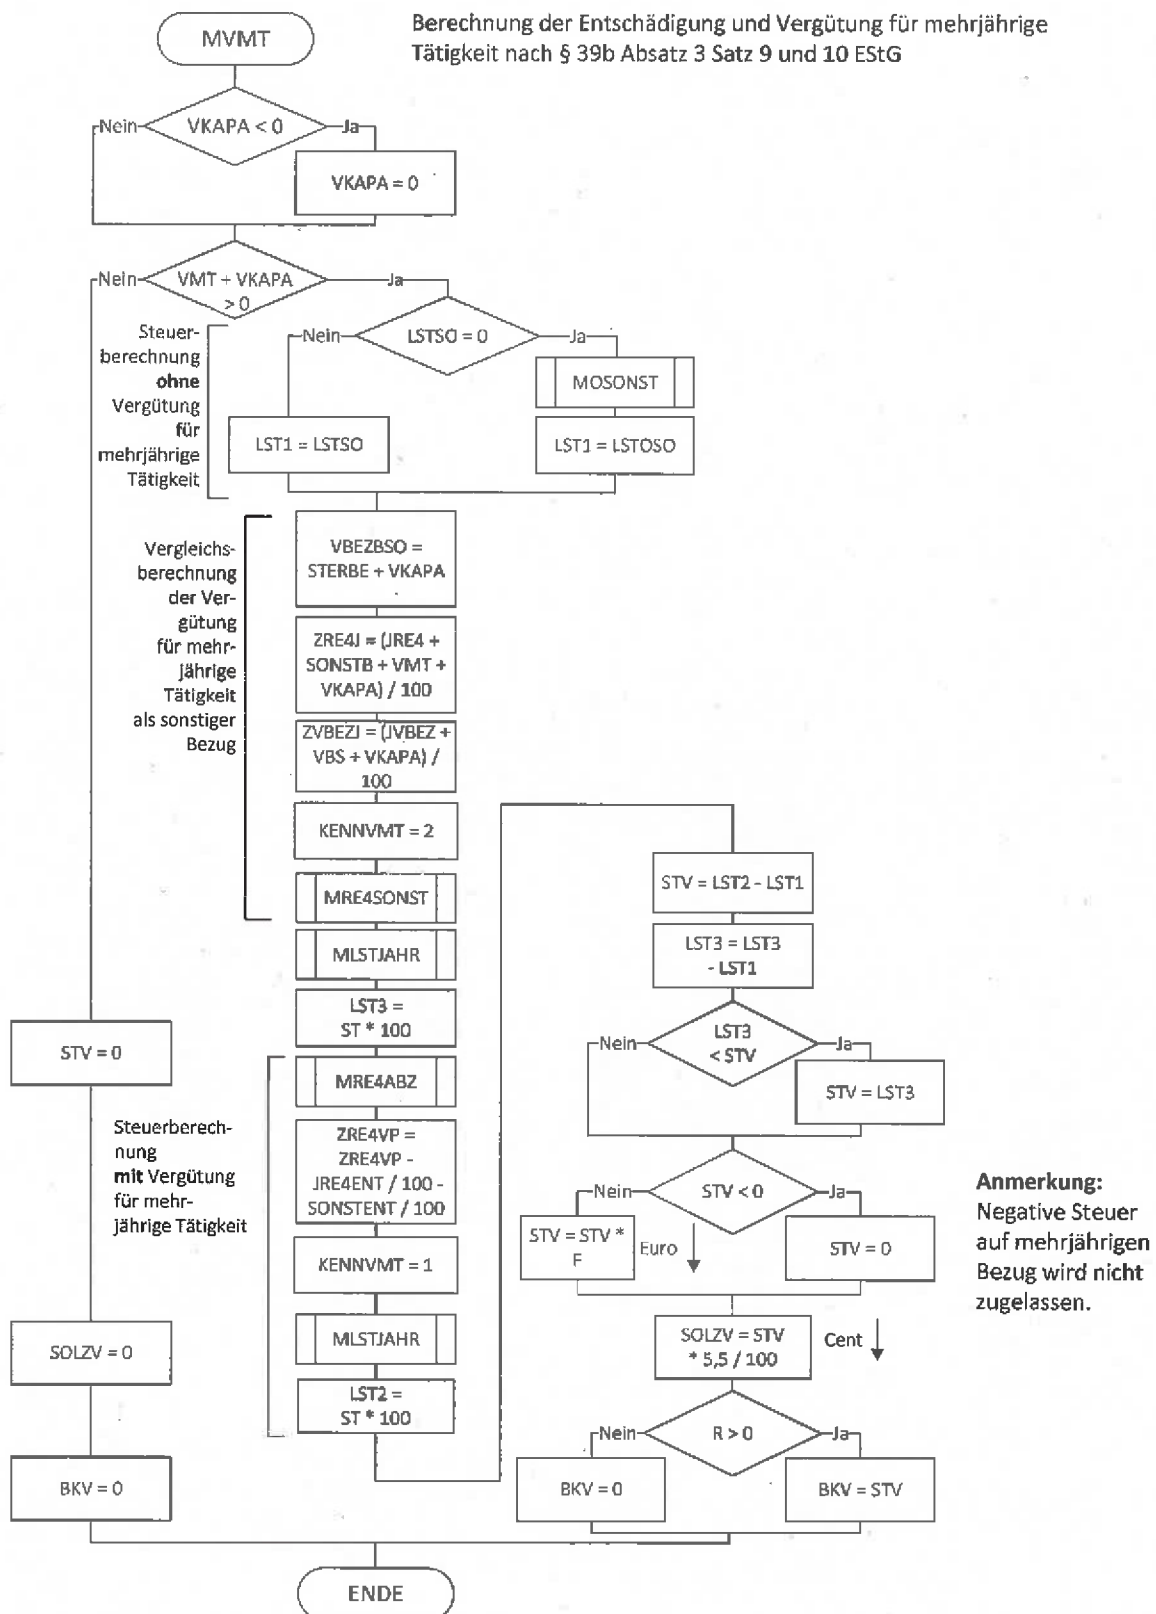 Berechnung der Entschädigung und Vergütung für mehrjährige
Tätigkeit nach § 39b Absatz 3 Satz 9 und 10 EStG
MVMT
Nein
VKAPA < 0
Ja
VKAPA = 0
Nein
VMT + VKAPA
> 0
Ja
Steuer-
berechnung
ohne
Vergütung
für
mehrjährige
Tätigkeit
Nein
LSTSO = 0
Ja
MOSONST
LST1 = LSTSO
LST1 = LSTOSO
Vergleichs-
berechnung
der Ver-
gütung
für mehr-
jährige
Tätigkeit
als sonstiger
Bezug
VBEZBSO =
STERBE + VKAPA
ZRE4J = (JRE4 +
SONSTB + VMT +
VKAPA) / 100
ZVBEZJ = (JVBEZ +
VBS + VKAPA) /
100
KENNVMT = 2
MRE4SONST
MLSTJAHR
LST3 =
ST * 100
STV = 0
Steuerberech-
nung
mit Vergütung
für mehr-
jährige Tätigkeit
MRE4ABZ
ZRE4VP =
ZRE4VP -
JRE4ENT / 100 -
SONSTENT / 100
KENNVMT = 1
MLSTJAHR
LST2 =
ST * 100
SOLZV = 0
BKV = 0
STV = LST2 - LST1
LST3 = LST3
- LST1
Nein
LST3
< STV
Ja
STV = LST3
Nein
STV < 0
Ja
STV = STV *
F
Euro
STV = 0
Anmerkung:
Negative Steuer
auf mehrjährigen
Bezug wird nicht
zugelassen.
SOLZV = STV
* 5,5 / 100
Cent
Nein
R > 0
Ja
BKV = 0
BKV = STV
ENDE